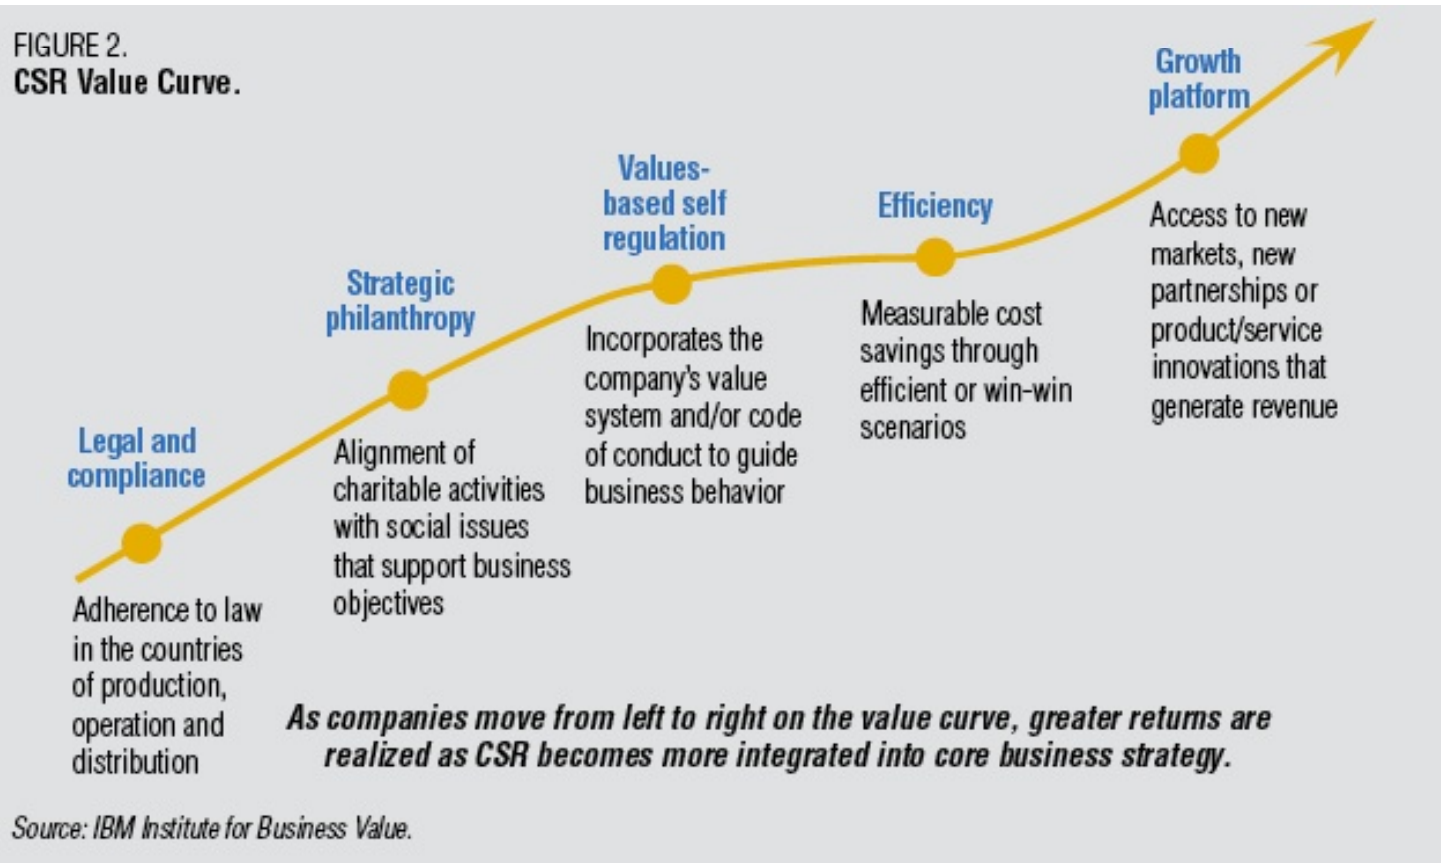 FIGURE 2.
CSR Value Curve.
Legal and
compliance
Adherence to law
in the countries
of production,
operation and
distribution
Strategic
philanthropy
Alignment of
charitable activities
with social issues
that support business
objectives
Values-
based self
regulation
Incorporates the
company's value
system and/or code
of conduct to guide
business behavior
Efficiency
Measurable cost
savings through
efficient or win-win
scenarios
Growth
platform
Access to new
markets, new
partnerships or
product/service
innovations that
generate revenue
As companies move from left to right on the value curve, greater returns are
realized as CSR becomes more integrated into core business strategy.
Source: IBM Institute for Business Value.